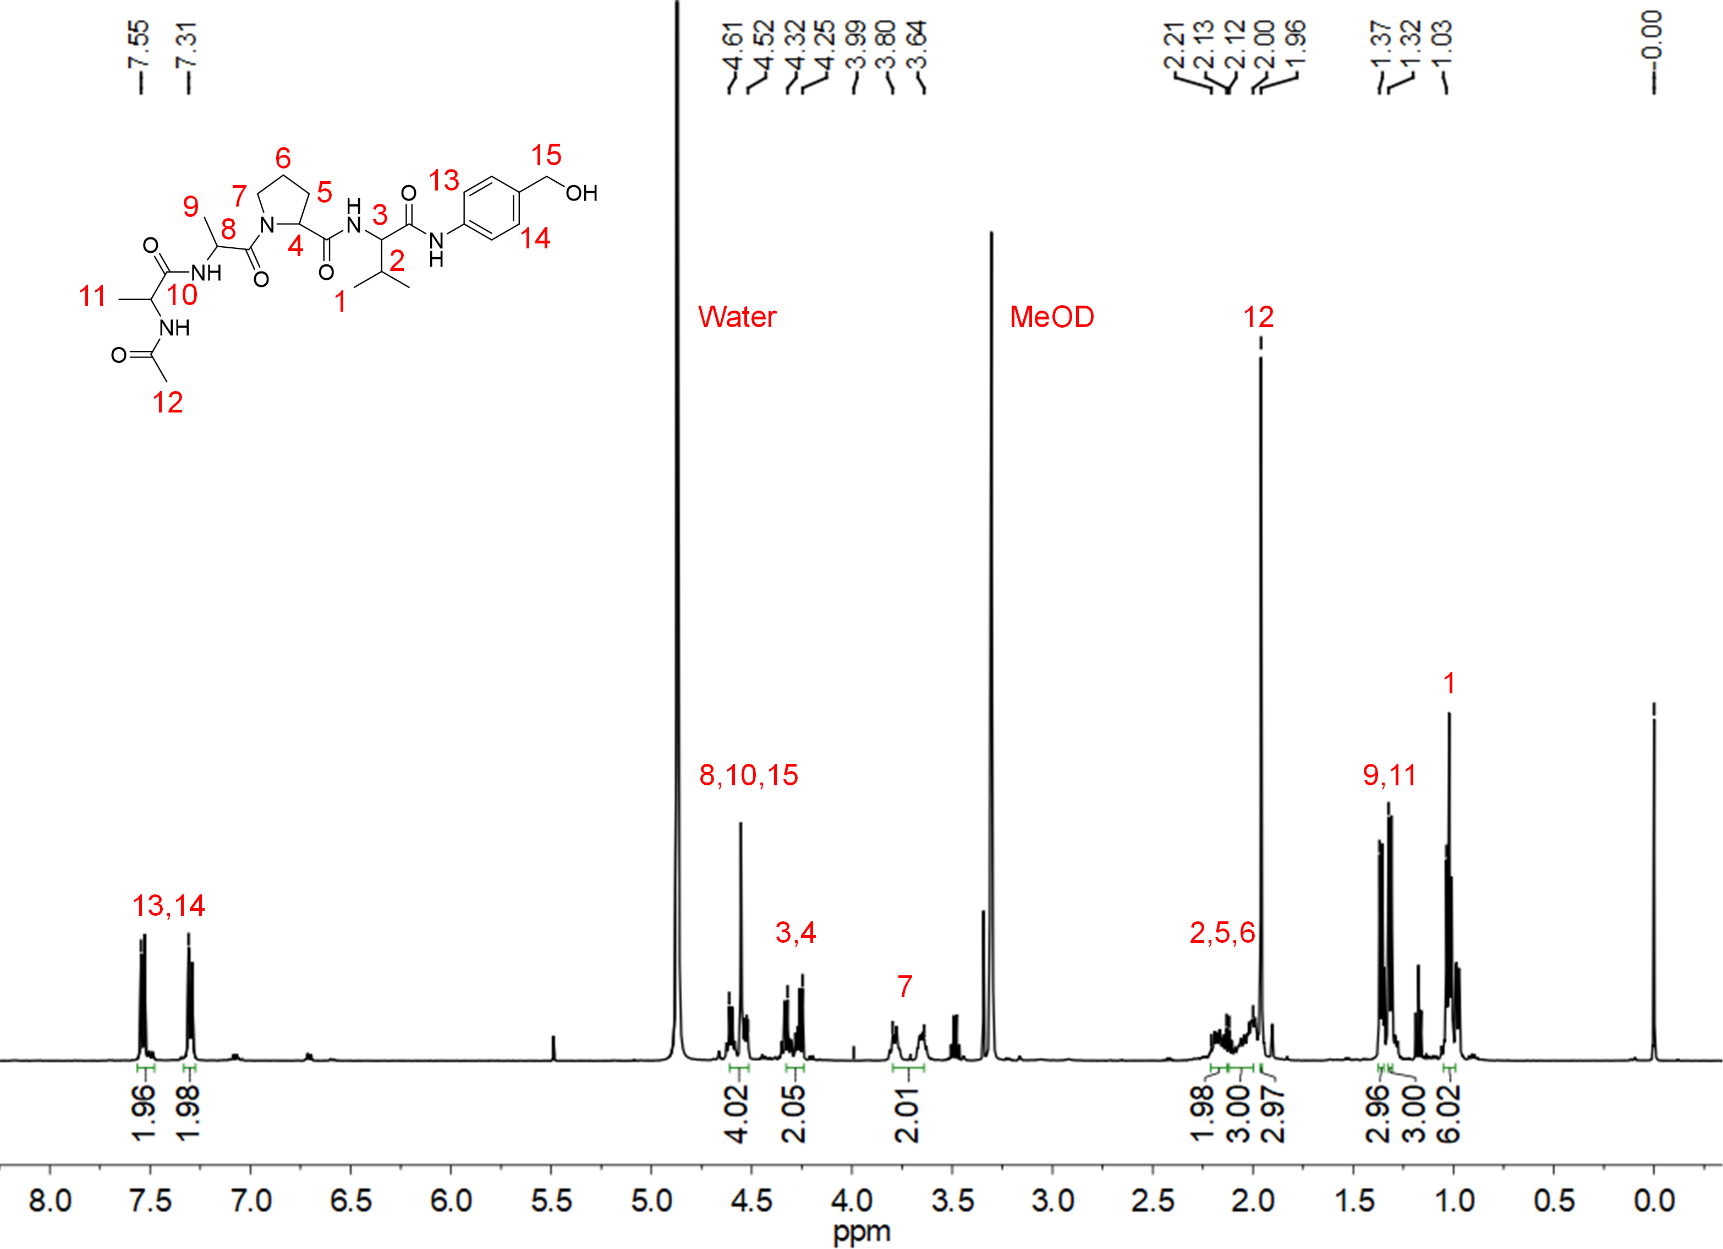 7.55
7.31
4.61
4.52
4.32
4.25
3.99
3.80
3.64
2.21
2.13
2.12
2.00
1.96
1.37
1.32
1.03
-0.00
15
6
13
O
OH
7
5
H
N
3
9
8
N
4
O
N
H
14
O
NH
O
O
2
11
10
1
NH
O
12
Water
MeOD
12
1
8,10,15
9,11
13,14
3,4
2,5,6
7
1.96
1.98
4.02
2.05
2.01
1.98
3.00
2.97
2.96
3.00
6.02
8.0 7.5 7.0 6.5 6.0 5.5 5.0 4.5 4.0 3.5 3.0 2.5 2.0 1.5 1.0 0.5 0.0
ppm